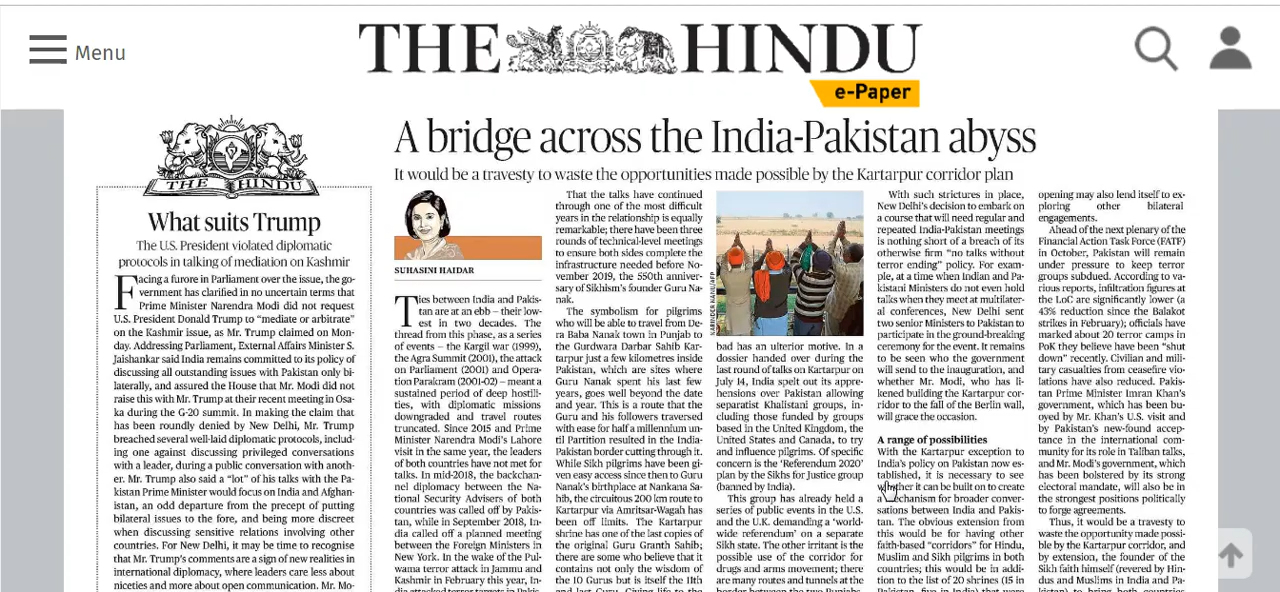 Menu
THE HINDU
e-Paper
THE HINDU
What suits Trump
The U.S. President violated diplomatic
protocols in talking of mediation on Kashmir
Facing a furore in Parliament over the issue, the go-
vernment has clarified in no uncertain terms that
Prime Minister Narendra Modi did not request
U.S. President Donald Trump to “mediate or arbitrate”
on the Kashmir issue, as Mr. Trump claimed on Mon-
day. Addressing Parliament, External Affairs Minister S.
Jaishankar said India remains committed to its policy of
discussing all outstanding issues with Pakistan only bi-
laterally, and assured the House that Mr. Modi did not
raise this with Mr. Trump at their recent meeting in Osa-
ka during the G-20 summit. In making the claim that
has been roundly denied by New Delhi, Mr. Trump
breached several well-laid diplomatic protocols, includ-
ing one against discussing privileged conversations
with a leader, during a public conversation with anoth-
er. Mr. Trump also said a “lot” of his talks with the Pa-
kistan Prime Minister would focus on India and Afghan-
istan, an odd departure from the precept of putting
bilateral issues to the fore, and being more discreet
when discussing sensitive relations involving other
countries. For New Delhi, it may be time to recognise
that Mr. Trump’s comments are a sign of new realities in
international diplomacy, where leaders care less about
niceties and more about open communication. Mr. Mo-
A bridge across the India-Pakistan abyss
It would be a travesty to waste the opportunities made possible by the Kartarpur corridor plan
SUHASINI HAIDAR
Ties between India and Pakis-
tan are at an ebb – their low-
est in two decades. The
thread from this phase, as a series
of events – the Kargil war (1999),
the Agra Summit (2001), the attack
on Parliament (2001) and Opera-
tion Parakram (2001-02) – meant a
sustained period of deep hostili-
ties, with diplomatic missions
downgraded and travel routes
truncated. Since 2015 and Prime
Minister Narendra Modi’s Lahore
visit in the same year, the leaders
of both countries have not met for
talks. In mid-2018, the backchan-
nel diplomacy between the Na-
tional Security Advisers of both
countries was called off by Pakis-
tan, while in September 2018, In-
dia called off a planned meeting
between the Foreign Ministers in
New York. In the wake of the Pul-
wama terror attack in Jammu and
Kashmir in February this year, In-
dia attacked terror targets in Pakis-
That the talks have continued
through one of the most difficult
years in the relationship is equally
remarkable; there have been three
rounds of technical-level meetings
to ensure both sides complete the
infrastructure needed before No-
vember 2019, the 550th anniver-
sary of Sikhism’s founder Guru Na-
nak.
The symbolism for pilgrims
who will be able to travel from De-
ra Baba Nanak town in Punjab to
the Gurdwara Darbar Sahib Kar-
tarpur just a few kilometres inside
Pakistan, which are sites where
Guru Nanak spent his last few
years, goes well beyond the date
and year. This is a route that the
Guru and his followers traversed
with ease for half a millennium un-
til Partition resulted in the India-
Pakistan border cutting through it.
While Sikh pilgrims have been giv-
en easy access since then to Guru
Nanak’s birthplace at Nankana Sa-
hib, the circuitous 200 km route to
Kartarpur via Amritsar-Wagah has
been off limits. The Kartarpur
shrine has one of the last copies of
the original Guru Granth Sahib;
there are some who believe that it
contains not only the wisdom of
the 10 Gurus but is itself the 11th
and last Guru. Giving life to the
bad has an ulterior motive. In a
dossier handed over during the
last round of talks on Kartarpur on
July 14, India spelt out its appre-
hensions over Pakistan allowing
separatist Khalistani groups, in-
cluding those funded by groups
based in the United Kingdom, the
United States and Canada, to try
and influence pilgrims. Of specific
concern is the ‘Referendum 2020’
plan by the Sikhs for Justice group
(banned by India).
This group has already held a
series of public events in the U.S.
and the U.K. demanding a ‘world-
wide referendum’ on a separate
Sikh state. The other irritant is the
possible use of the corridor for
drugs and arms movement; there
are many routes and tunnels at the
border between the two Punjabs.
With such strictures in place,
New Delhi’s decision to embark on
a course that will need regular and
repeated India-Pakistan meetings
is nothing short of a breach of its
otherwise firm “no talks without
terror ending” policy. For exam-
ple, at a time when Indian and Pa-
kistani Ministers do not even hold
talks when they meet at multilater-
al conferences, New Delhi sent
two senior Ministers to Pakistan to
participate in the ground-breaking
ceremony for the event. It remains
to be seen who the government
will send to the inauguration, and
whether Mr. Modi, who has li-
kened building the Kartarpur cor-
ridor to the fall of the Berlin wall,
will grace the occasion.
A range of possibilities
With the Kartarpur exception to
India’s policy on Pakistan now es-
tablished, it is necessary to see
whether it can be built on to create
a mechanism for broader conver-
sations between India and Pakis-
tan. The obvious extension from
this would be for having other
faith-based “corridors” for Hindu,
Muslim and Sikh pilgrims in both
countries; this would be in addi-
tion to the list of 20 shrines (15 in
Pakistan, five in India) that were
opening may also lend itself to ex-
ploring other bilateral
engagements.
Ahead of the next plenary of the
Financial Action Task Force (FATF)
in October, Pakistan will remain
under pressure to keep terror
groups subdued. According to va-
rious reports, infiltration figures at
the LoC are significantly lower (a
43% reduction since the Balakot
strikes in February); officials have
marked about 20 terror camps in
PoK they believe have been “shut
down” recently. Civilian and mili-
tary casualties from ceasefire vio-
lations have also reduced. Pakis-
tan Prime Minister Imran Khan’s
government, which has been bu-
oyed by Mr. Khan’s U.S. visit and
by Pakistan’s new-found accep-
tance in the international com-
munity for its role in Taliban talks,
and Mr. Modi’s government, which
has been bolstered by its strong
electoral mandate, will also be in
the strongest positions politically
to forge agreements.
Thus, it would be a travesty to
waste the opportunity made possi-
ble by the Kartarpur corridor, and
by extension, the founder of the
Sikh faith himself (revered by Hin-
dus and Muslims in India and Pa-
kistan) to bring both countries